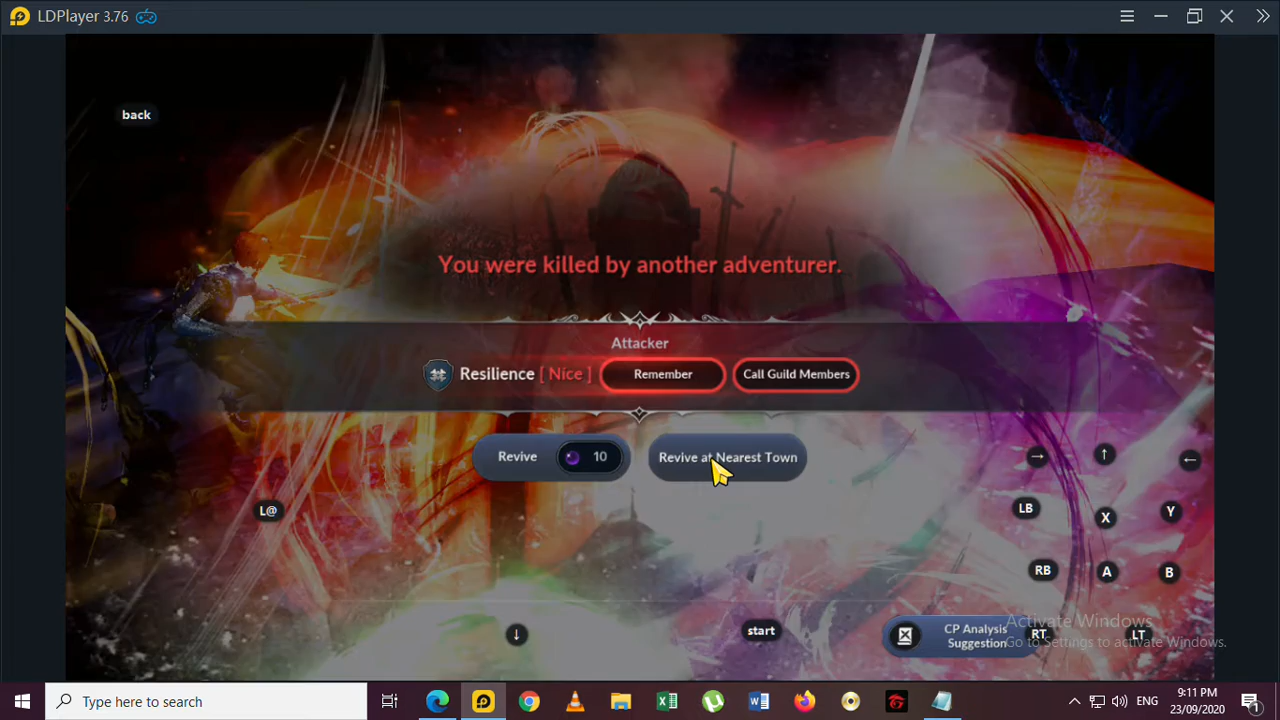 LDPlayer 3.76
back
You were killed by another adventurer.
Attacker
Resilience [ Nice ] Remember Call Guild Members
Revive 10 Revive at Nearest Town
→ ↑ ←
L@ LB X Y
RB A B
↓ start CP Analysis
Suggestion RT LT
Activate Windows
Go to Settings to activate Windows.
Type here to search
ENG 9:11 PM
23/09/2020 1